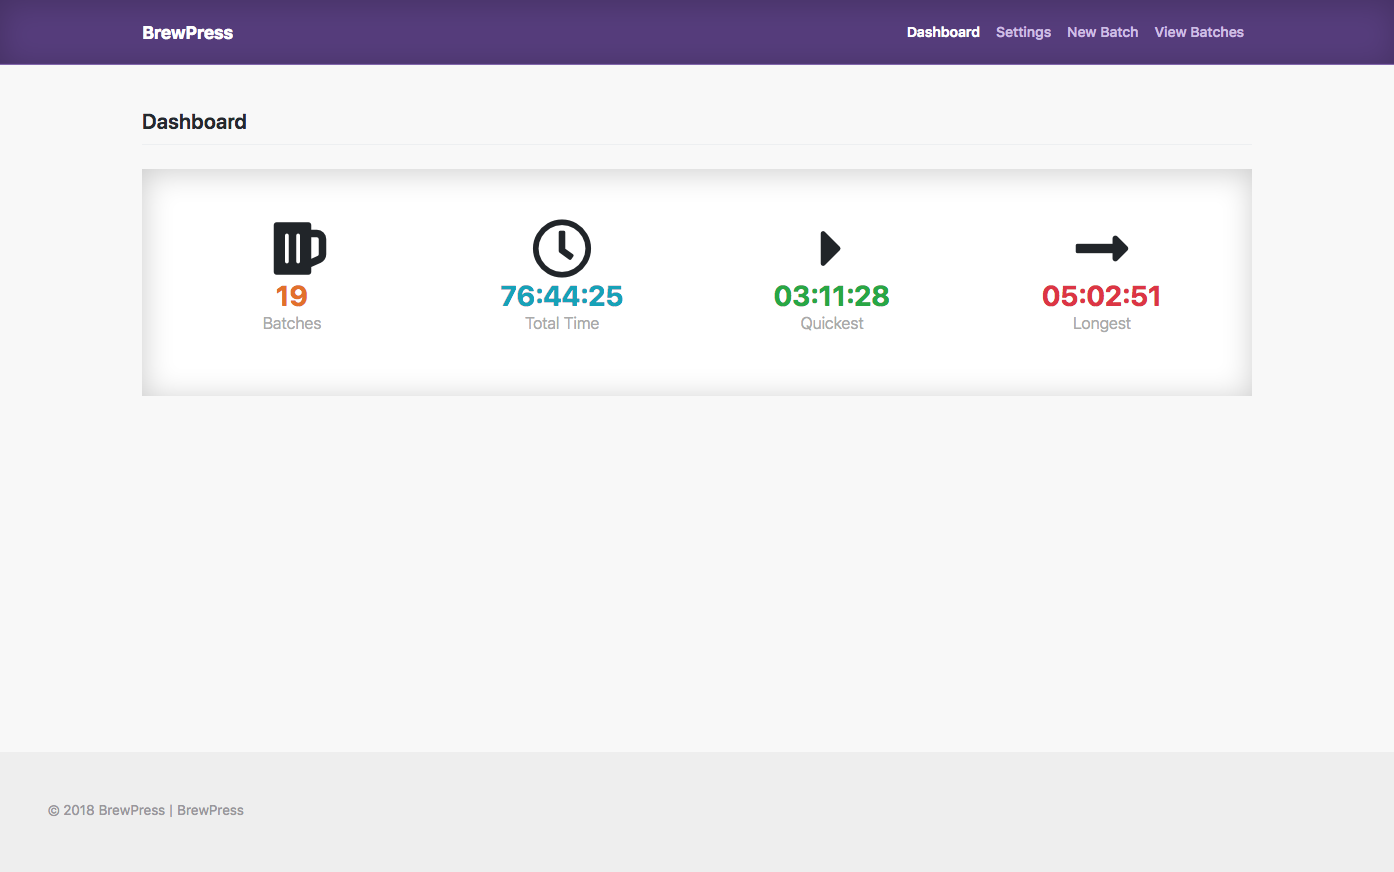 BrewPress
Dashboard Settings New Batch View Batches
Dashboard
19 76:44:25 03:11:28 05:02:51
Batches Total Time Quickest Longest
© 2018 BrewPress | BrewPress